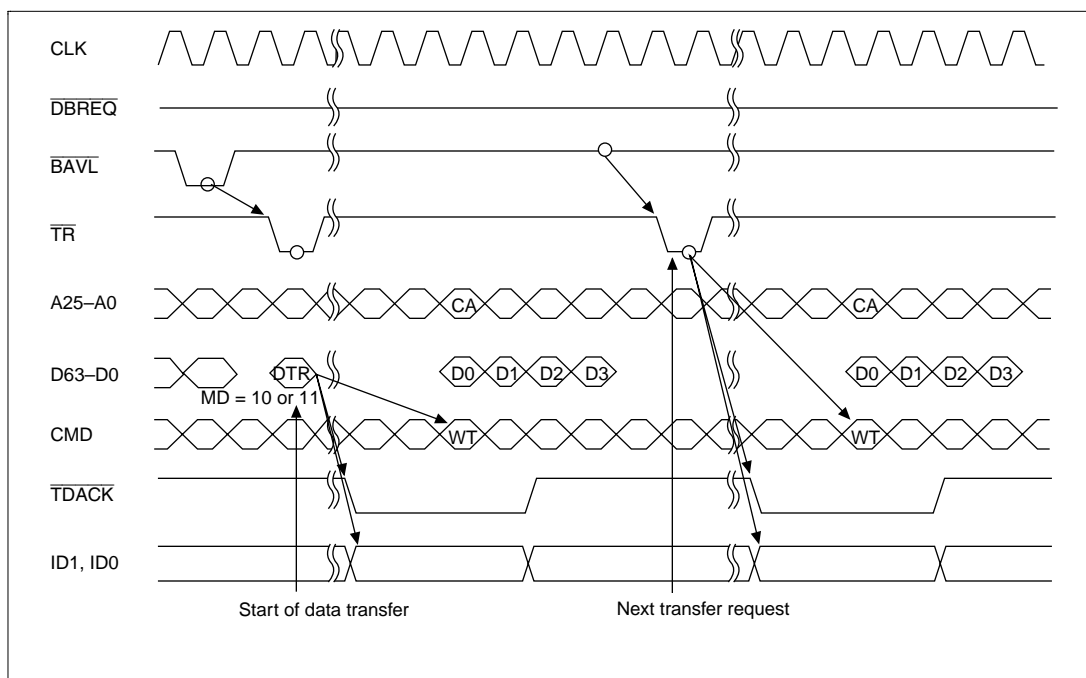 CLK
DBREQ
BAVL
TR
A25–A0 CA CA
D63–D0 DTR D0 D1 D2 D3 D0 D1 D2 D3
MD = 10 or 11
CMD WT WT
TDACK
ID1, ID0
Start of data transfer Next transfer request